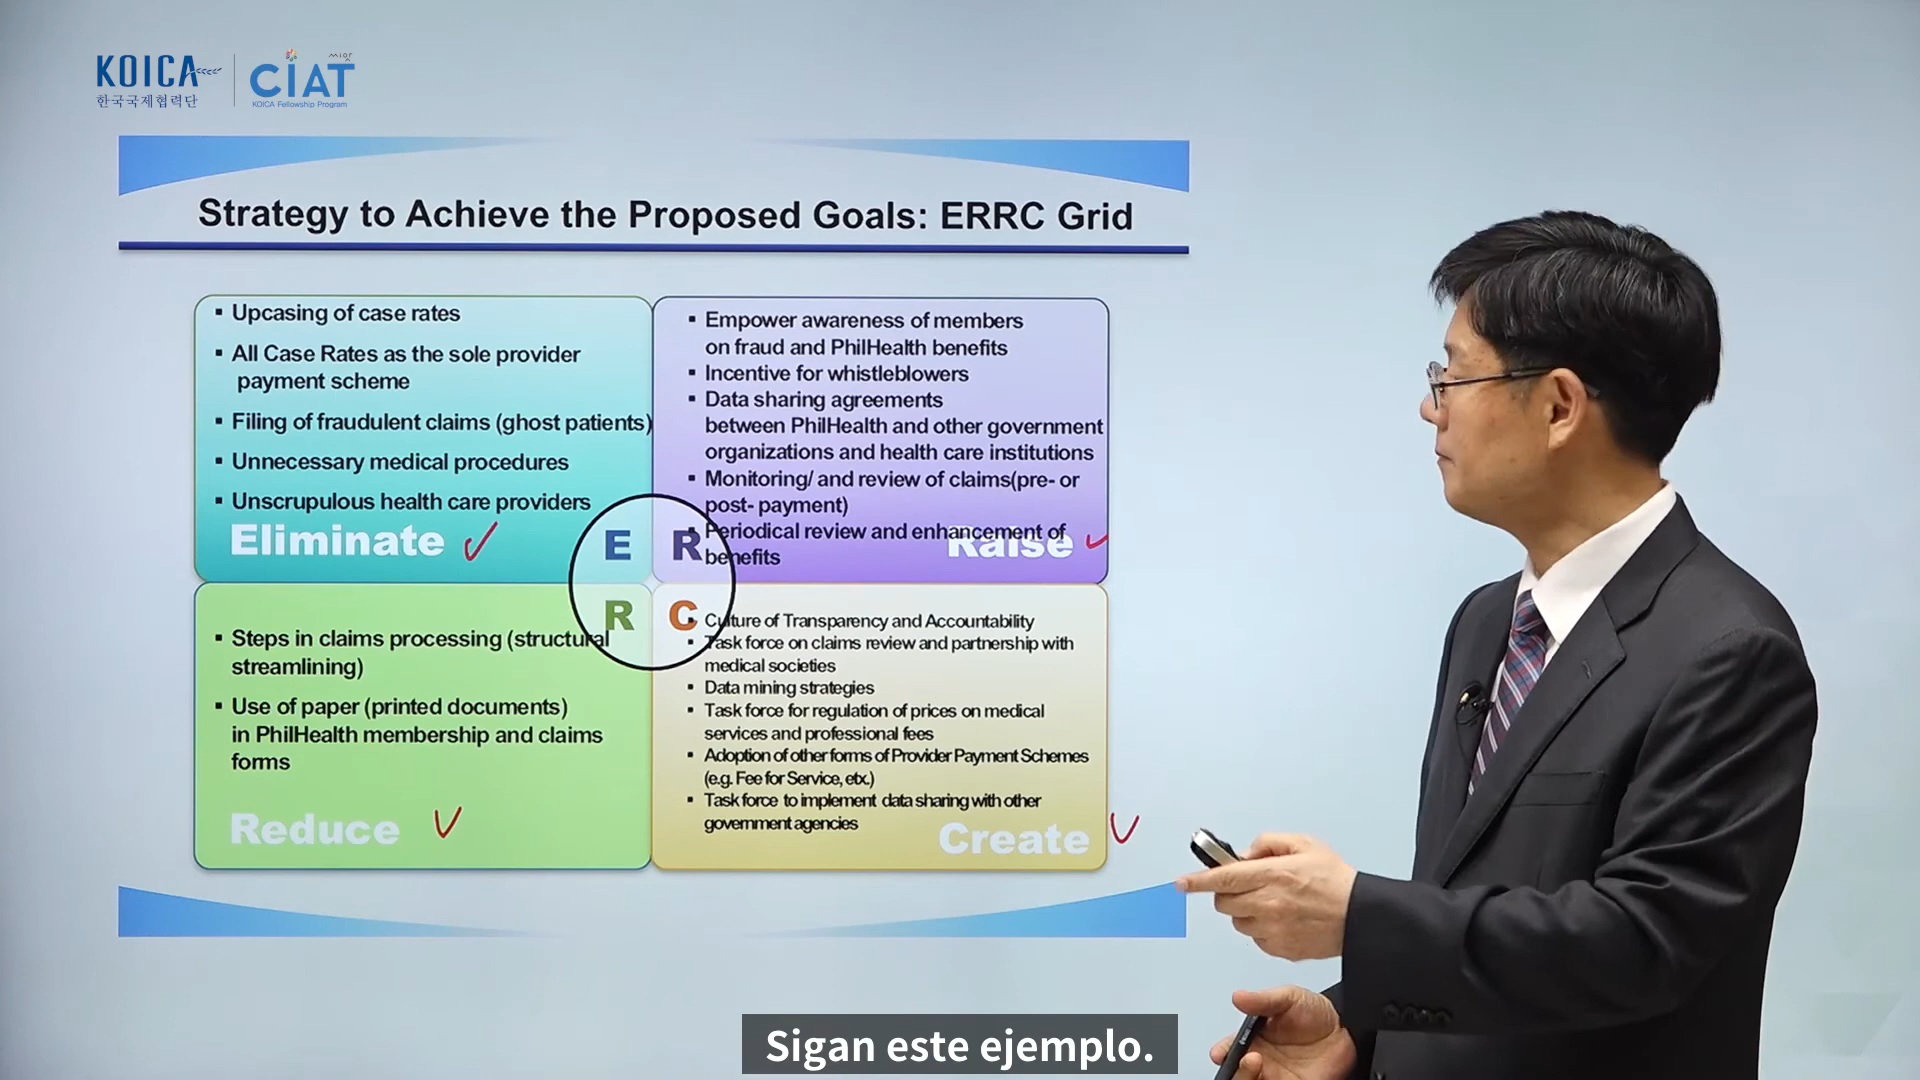 KOICA
한국국제협력단
CIAT
KOICA Fellowship Program
Strategy to Achieve the Proposed Goals: ERRC Grid
▪ Upcasing of case rates
▪ All Case Rates as the sole provider
payment scheme
▪ Filing of fraudulent claims (ghost patients)
▪ Unnecessary medical procedures
▪ Unscrupulous health care providers
Eliminate
▪ Empower awareness of members
on fraud and PhilHealth benefits
▪ Incentive for whistleblowers
▪ Data sharing agreements
between PhilHealth and other government
organizations and health care institutions
▪ Monitoring/ and review of claims(pre- or
post- payment)
▪ Periodical review and enhancement of
benefits
Raise
E R
R C
▪ Steps in claims processing (structural
streamlining)
▪ Use of paper (printed documents)
in PhilHealth membership and claims
forms
Reduce
▪ Culture of Transparency and Accountability
▪ Task force on claims review and partnership with
medical societies
▪ Data mining strategies
▪ Task force for regulation of prices on medical
services and professional fees
▪ Adoption of other forms of Provider Payment Schemes
(e.g. Fee for Service, etx.)
▪ Task force to implement data sharing with other
government agencies
Create
Sigan este ejemplo.